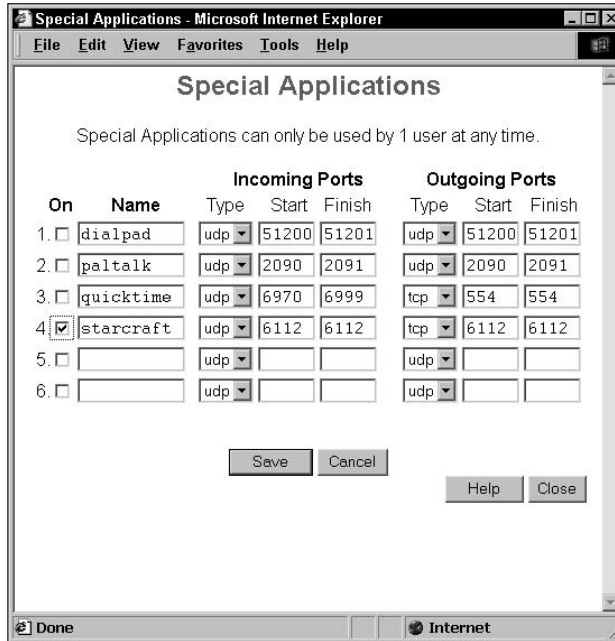 Special Applications - Microsoft Internet Explorer
File Edit View Favorites Tools Help
Special Applications
Special Applications can only be used by 1 user at any time.
Incoming Ports Outgoing Ports
On Name Type Start Finish Type Start Finish
1. dialpad udp 51200 51201 udp 51200 51201
2. paltalk udp 2090 2091 udp 2090 2091
3. quicktime udp 6970 6999 tcp 554 554
4. starcraft udp 6112 6112 tcp 6112 6112
5. udp udp
6. udp udp
Save Cancel
Help Close
Done Internet